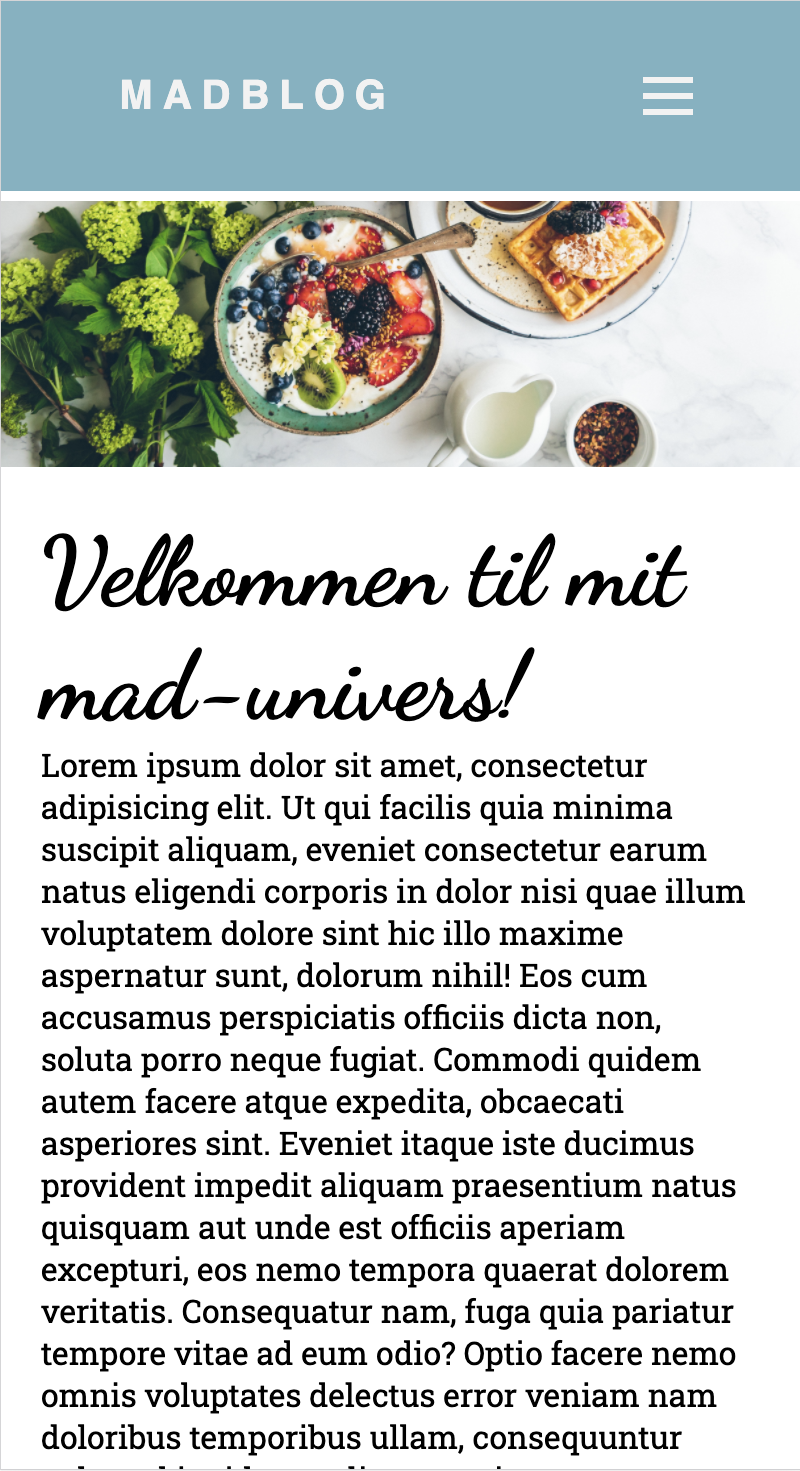 MADBLOG
Velkommen til mit
mad-univers!
Lorem ipsum dolor sit amet, consectetur
adipisicing elit. Ut qui facilis quia minima
suscipit aliquam, eveniet consectetur earum
natus eligendi corporis in dolor nisi quae illum
voluptatem dolore sint hic illo maxime
aspernatur sunt, dolorum nihil! Eos cum
accusamus perspiciatis officiis dicta non,
soluta porro neque fugiat. Commodi quidem
autem facere atque expedita, obcaecati
asperiores sint. Eveniet itaque iste ducimus
provident impedit aliquam praesentium natus
quisquam aut unde est officiis aperiam
excepturi, eos nemo tempora quaerat dolorem
veritatis. Consequatur nam, fuga quia pariatur
tempore vitae ad eum odio? Optio facere nemo
omnis voluptates delectus error veniam nam
doloribus temporibus ullam, consequuntur